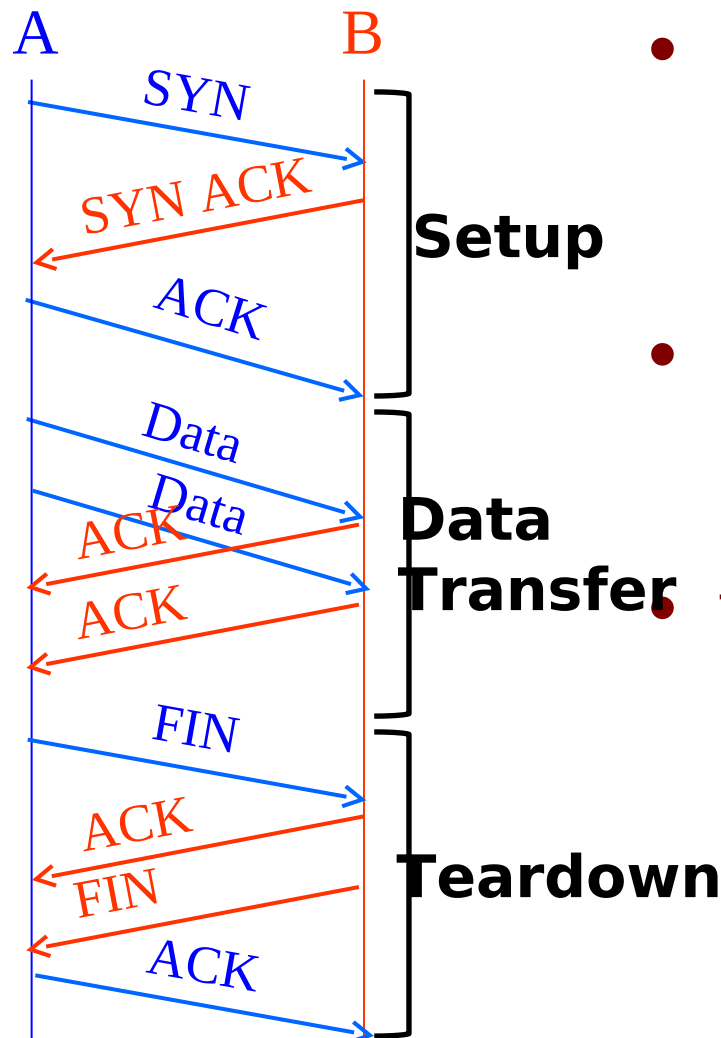 A
B
SYN
SYN ACK
Setup
ACK
Data
Data
ACK
Data
Transfer
ACK
FIN
ACK
Teardown
FIN
ACK